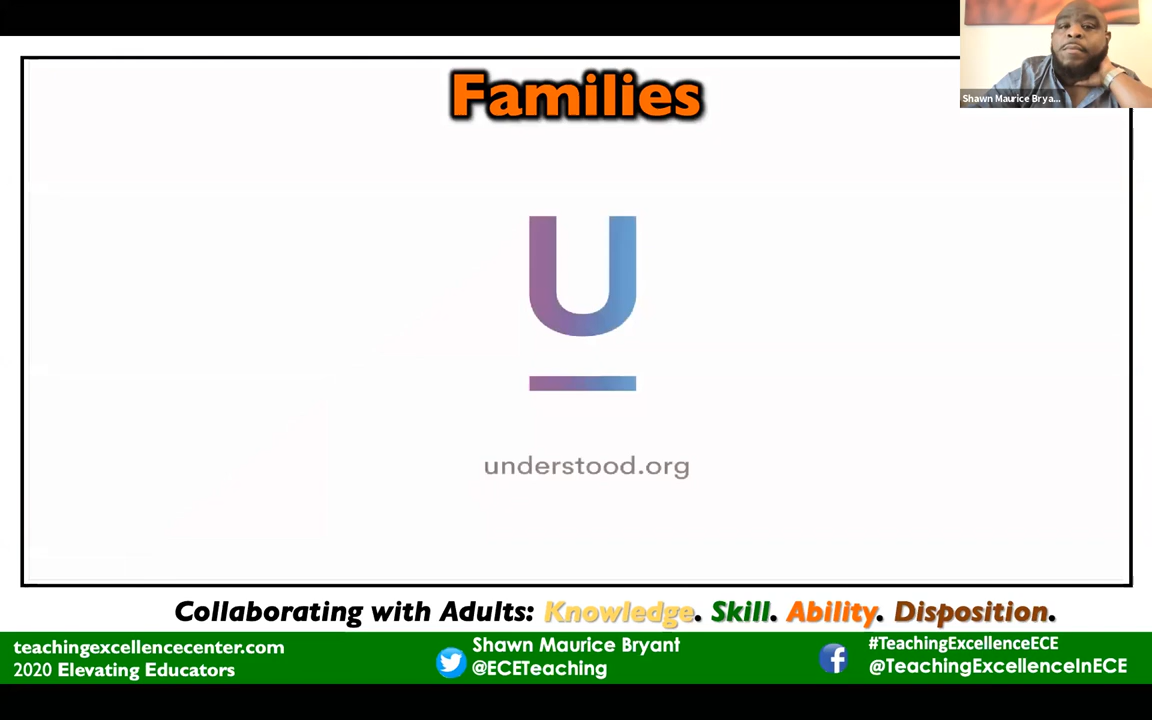 Families
Shawn Maurice Brya...
U
understood.org
Collaborating with Adults: Knowledge. Skill. Ability. Disposition.
teachingexcellencecenter.com
2020 Elevating Educators
Shawn Maurice Bryant
@ECETeaching
#TeachingExcellenceECE
@TeachingExcellenceInECE